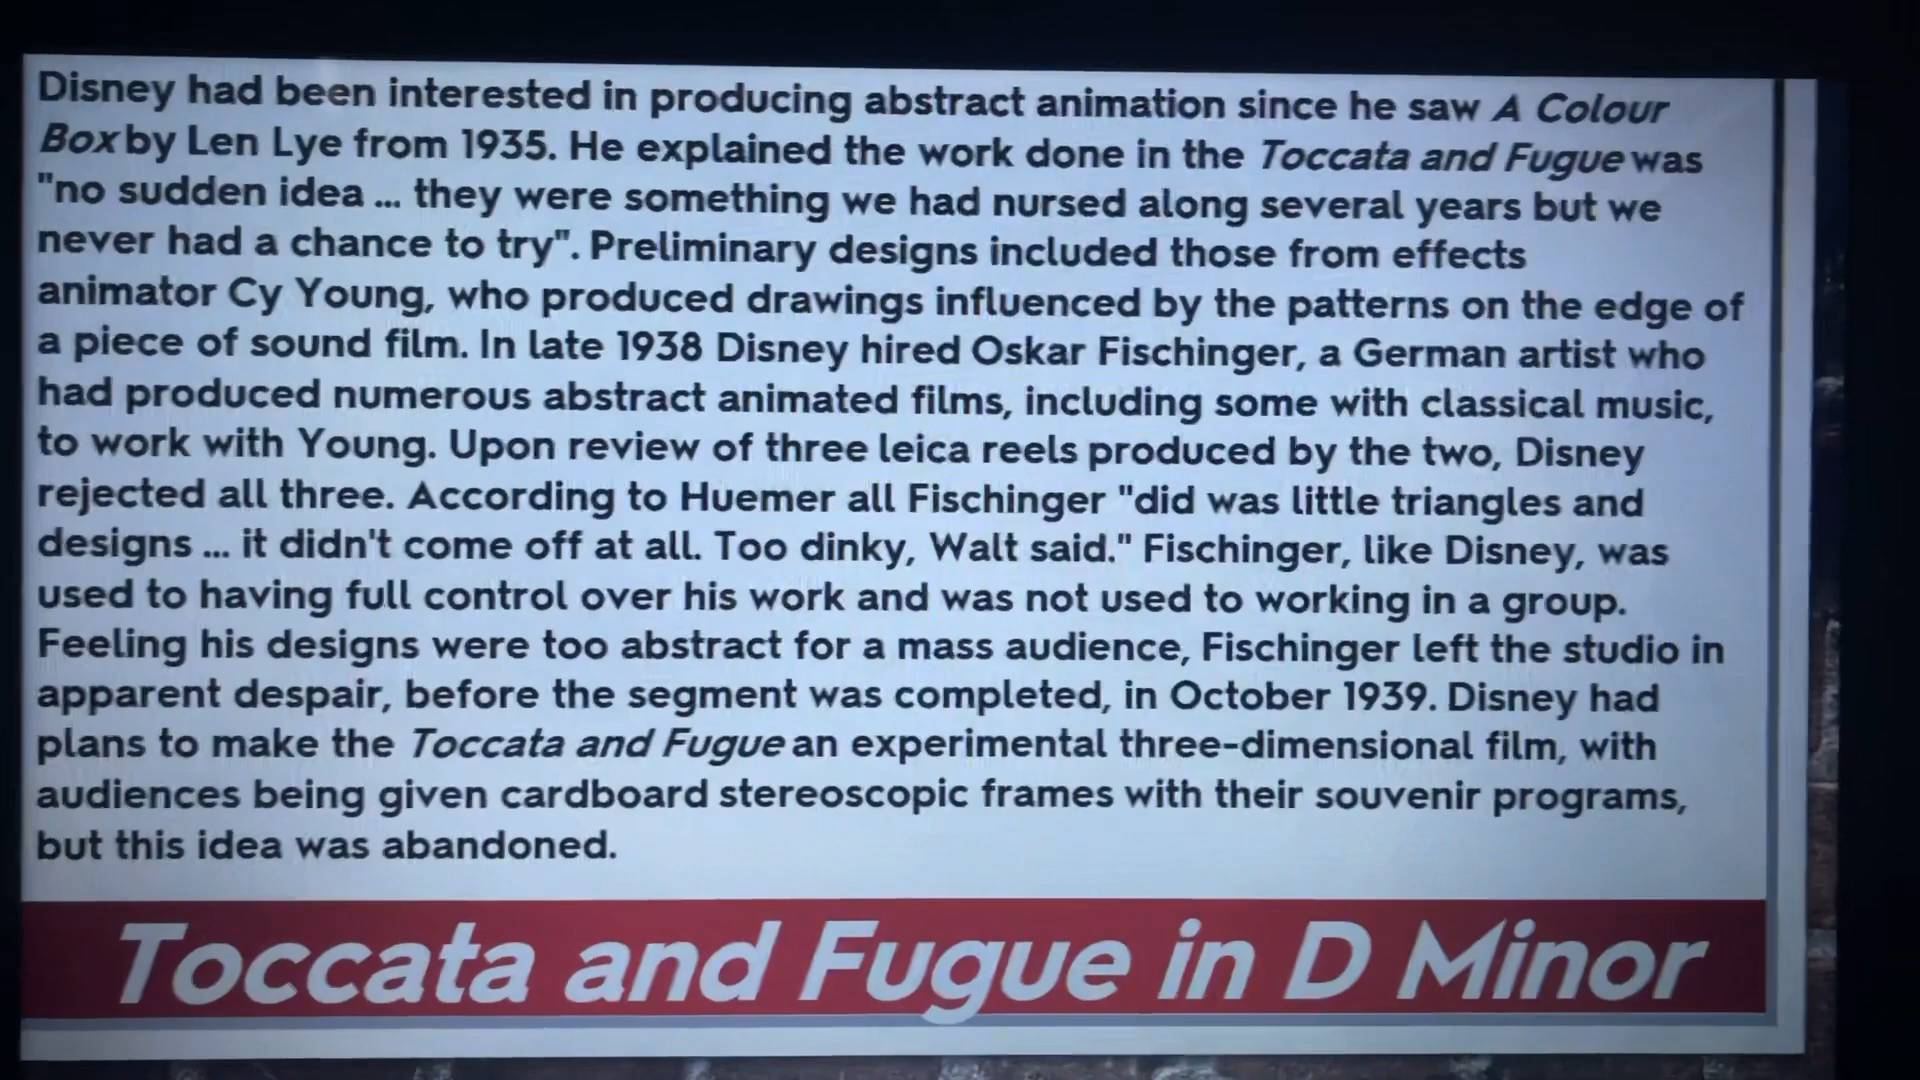 Disney had been interested in producing abstract animation since he saw A Colour
Box by Len Lye from 1935. He explained the work done in the Toccata and Fugue was
"no sudden idea ... they were something we had nursed along several years but we
never had a chance to try". Preliminary designs included those from effects
animator Cy Young, who produced drawings influenced by the patterns on the edge of
a piece of sound film. In late 1938 Disney hired Oskar Fischinger, a German artist who
had produced numerous abstract animated films, including some with classical music,
to work with Young. Upon review of three leica reels produced by the two, Disney
rejected all three. According to Huemer all Fischinger "did was little triangles and
designs ... it didn't come off at all. Too dinky, Walt said." Fischinger, like Disney, was
used to having full control over his work and was not used to working in a group.
Feeling his designs were too abstract for a mass audience, Fischinger left the studio in
apparent despair, before the segment was completed, in October 1939. Disney had
plans to make the Toccata and Fugue an experimental three-dimensional film, with
audiences being given cardboard stereoscopic frames with their souvenir programs,
but this idea was abandoned.
Toccata and Fugue in D Minor